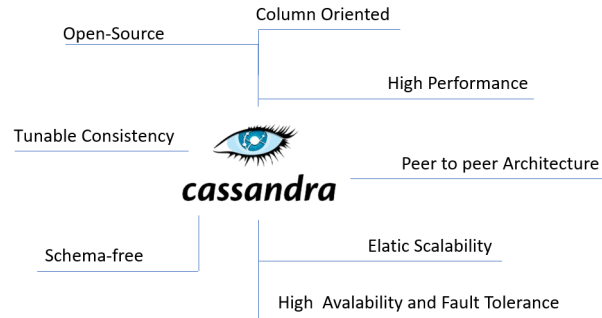 Column Oriented
Open-Source
High Performance
Tunable Consistency
cassandra
Peer to peer Architecture
Schema-free
Elatic Scalability
High Avalability and Fault Tolerance